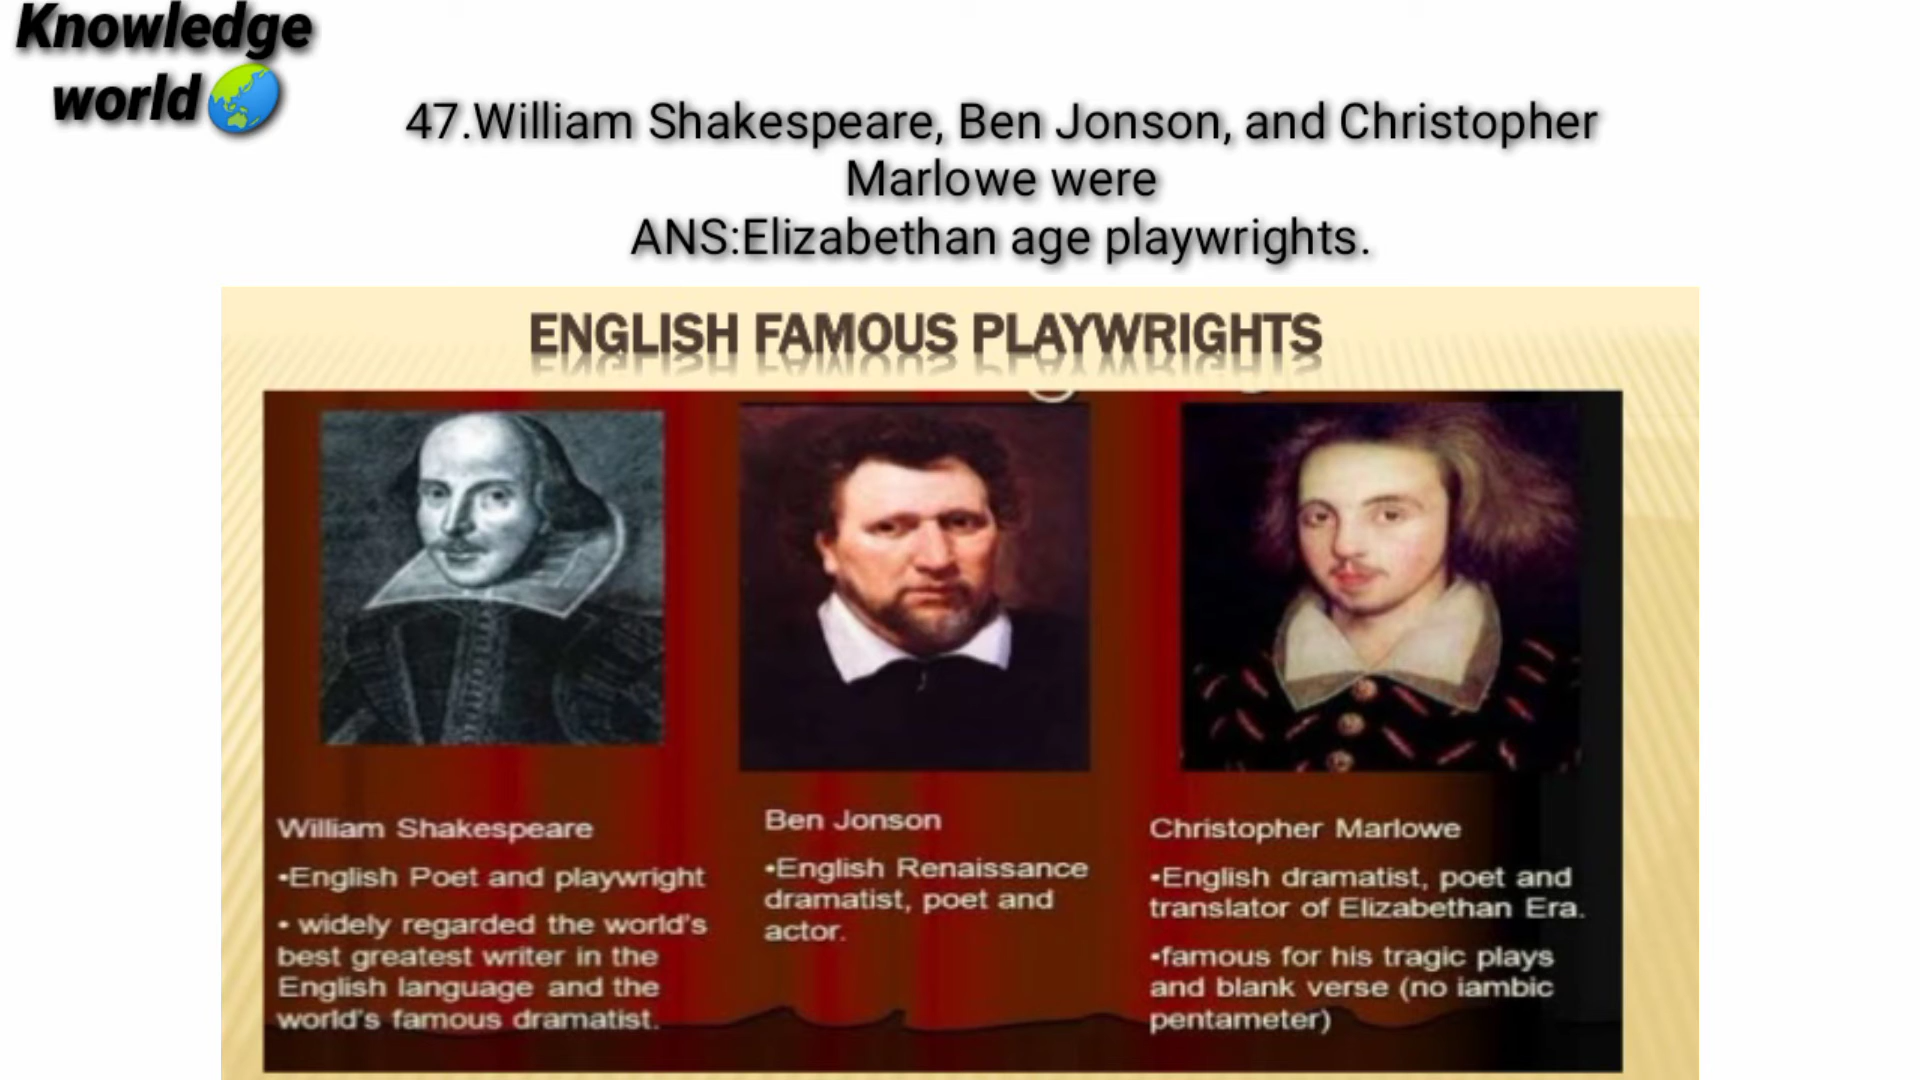 Knowledge
world
47.William Shakespeare, Ben Jonson, and Christopher
Marlowe were
ANS:Elizabethan age playwrights.
ENGLISH FAMOUS PLAYWRIGHTS
William Shakespeare
•English Poet and playwright
• widely regarded the world's
best greatest writer in the
English language and the
world's famous dramatist.
Ben Jonson
•English Renaissance
dramatist, poet and
actor.
Christopher Marlowe
•English dramatist, poet and
translator of Elizabethan Era.
•famous for his tragic plays
and blank verse (no iambic
pentameter)